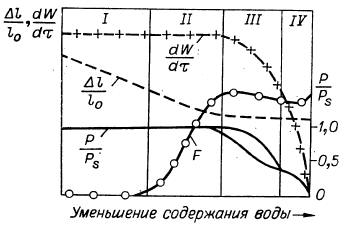 Δl/l₀, dW/dτ
I II III IV
dW/dτ
Δl/l₀
P/Pₛ
P/Pₛ
F
1,0
0,5
0
0
Уменьшение содержания воды →